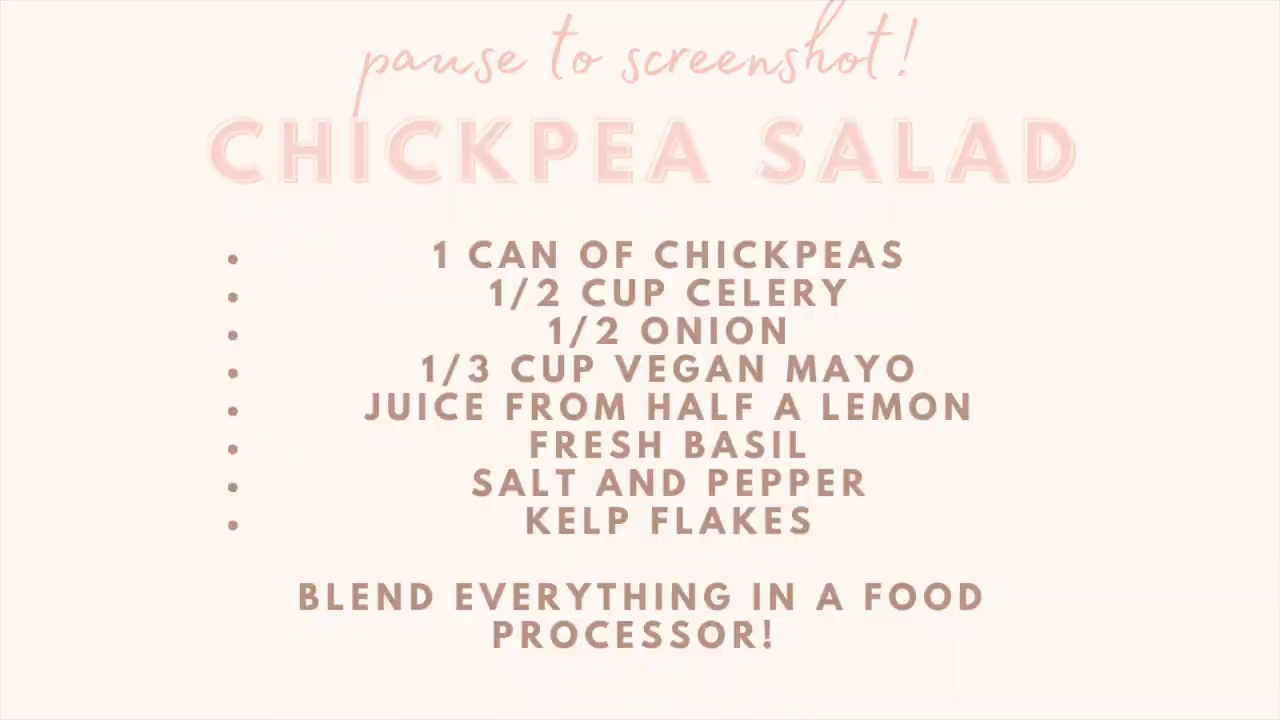 pause to screenshot!
CHICKPEA SALAD
• 1 CAN OF CHICKPEAS
• 1/2 CUP CELERY
• 1/2 ONION
• 1/3 CUP VEGAN MAYO
• JUICE FROM HALF A LEMON
• FRESH BASIL
• SALT AND PEPPER
• KELP FLAKES
BLEND EVERYTHING IN A FOOD
PROCESSOR!